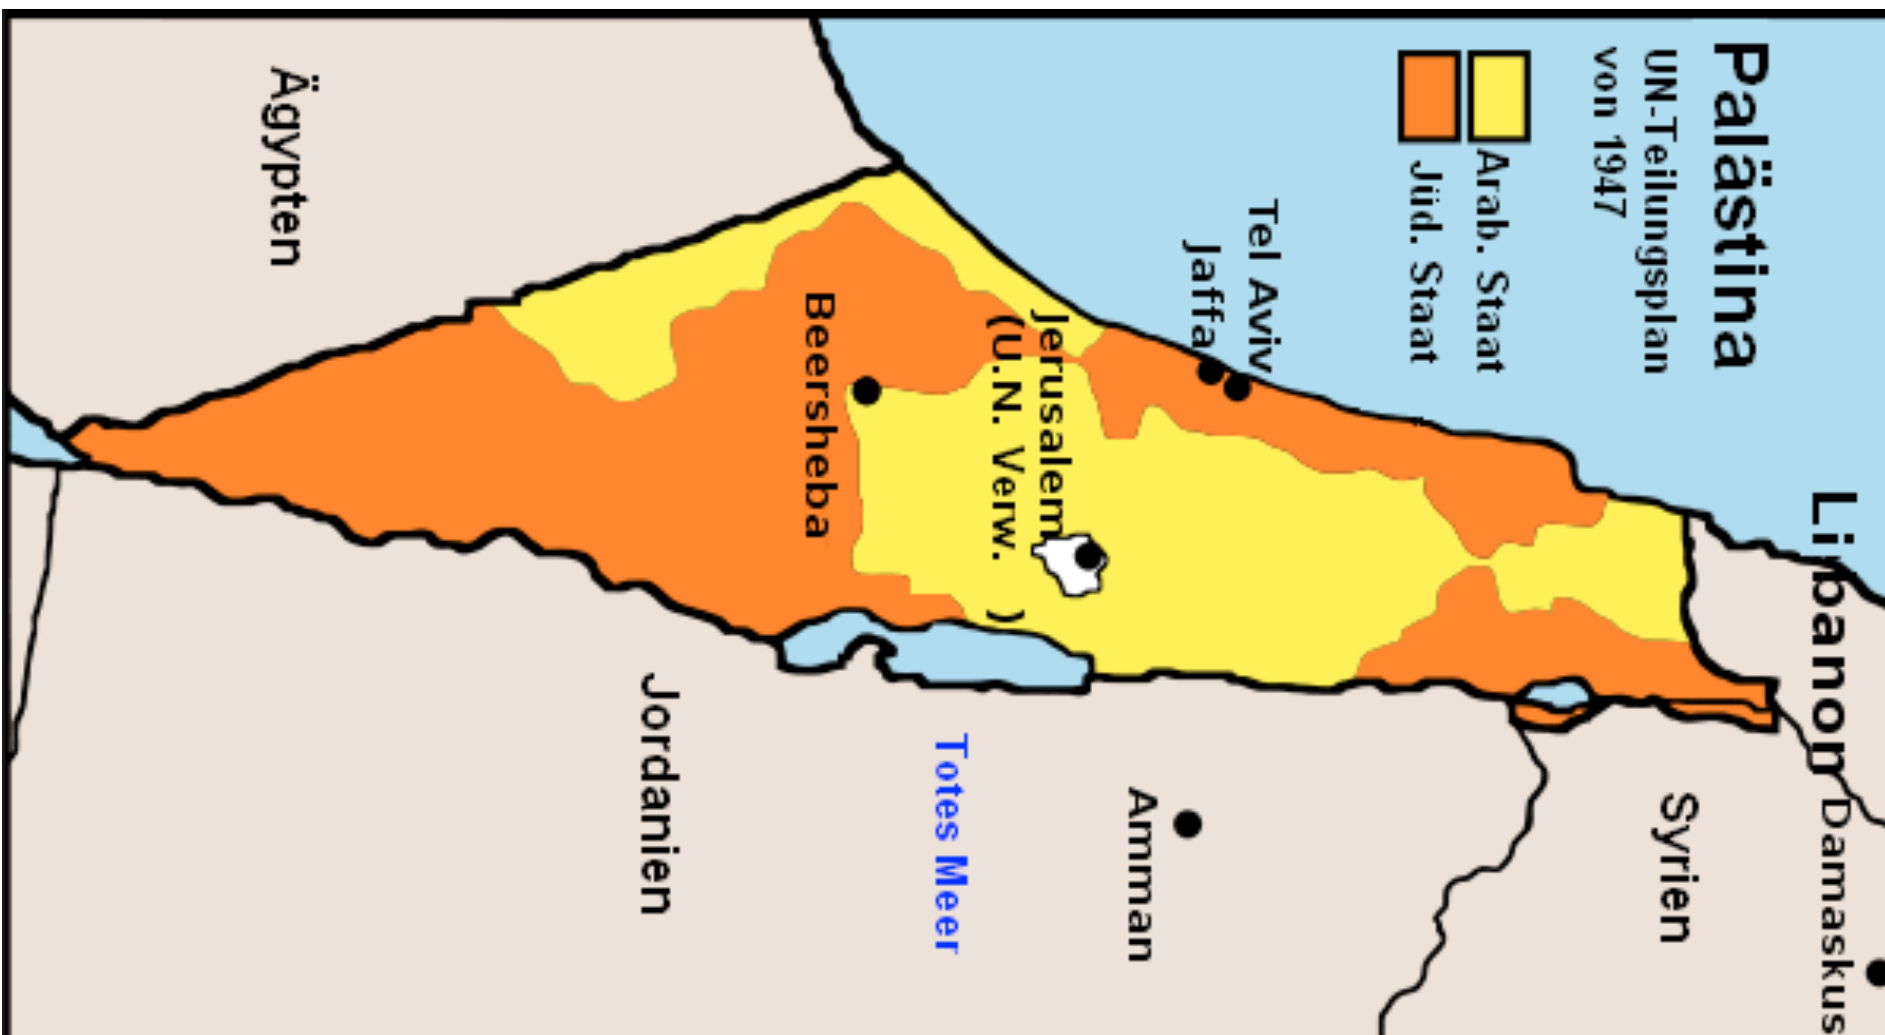 Palästina
UN-Teilungsplan
von 1947
Arab. Staat
Jüd. Staat
Libanon
Damaskus
Syrien
Tel Aviv
Jaffa
Jerusalem
(U.N. Verw. )
Amman
Beersheba
Totes Meer
Jordanien
Ägypten